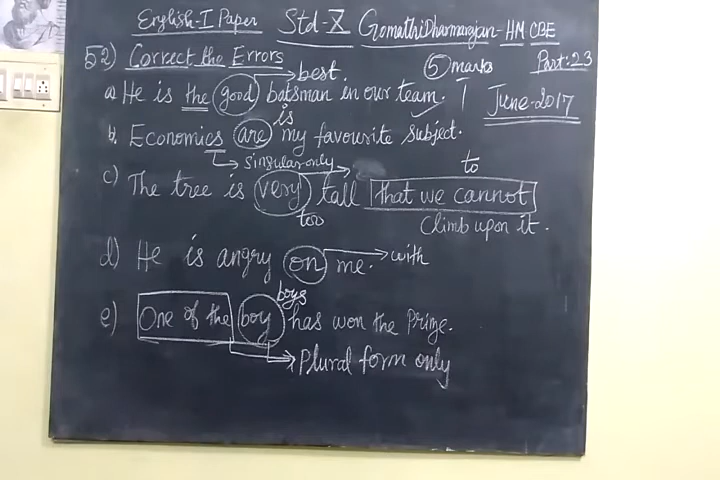 English-I Paper Std-X GomathiDharmarajan-HM CBE
52) Correct the Errors 5 marks Part:23
best.
a. He is the good batsman in our team. June-2017
is
b. Economics are my favourite subject.
singular only to
c) The tree is very tall that we cannot
too climb upon it.
d) He is angry on me. with
boys
e) One of the boy has won the Prize.
Plural form only